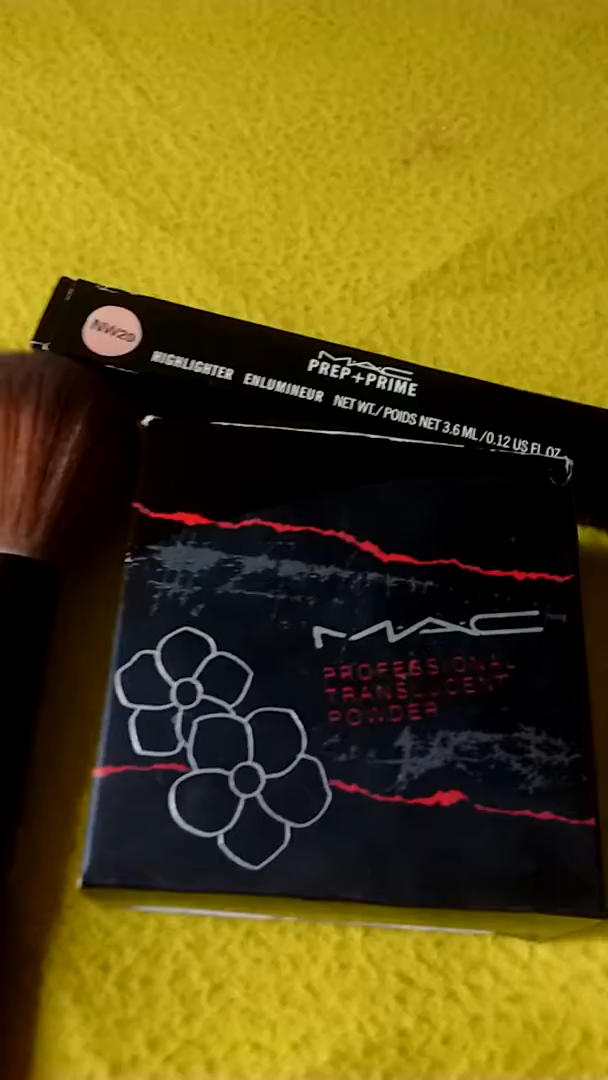 NW20
MAC
PREP+PRIME
HIGHLIGHTER ENLUMINEUR NET WT./POIDS NET 3.6 ML/0.12 US FL OZ
MAC
PROFESSIONAL
TRANSLUCENT
POWDER